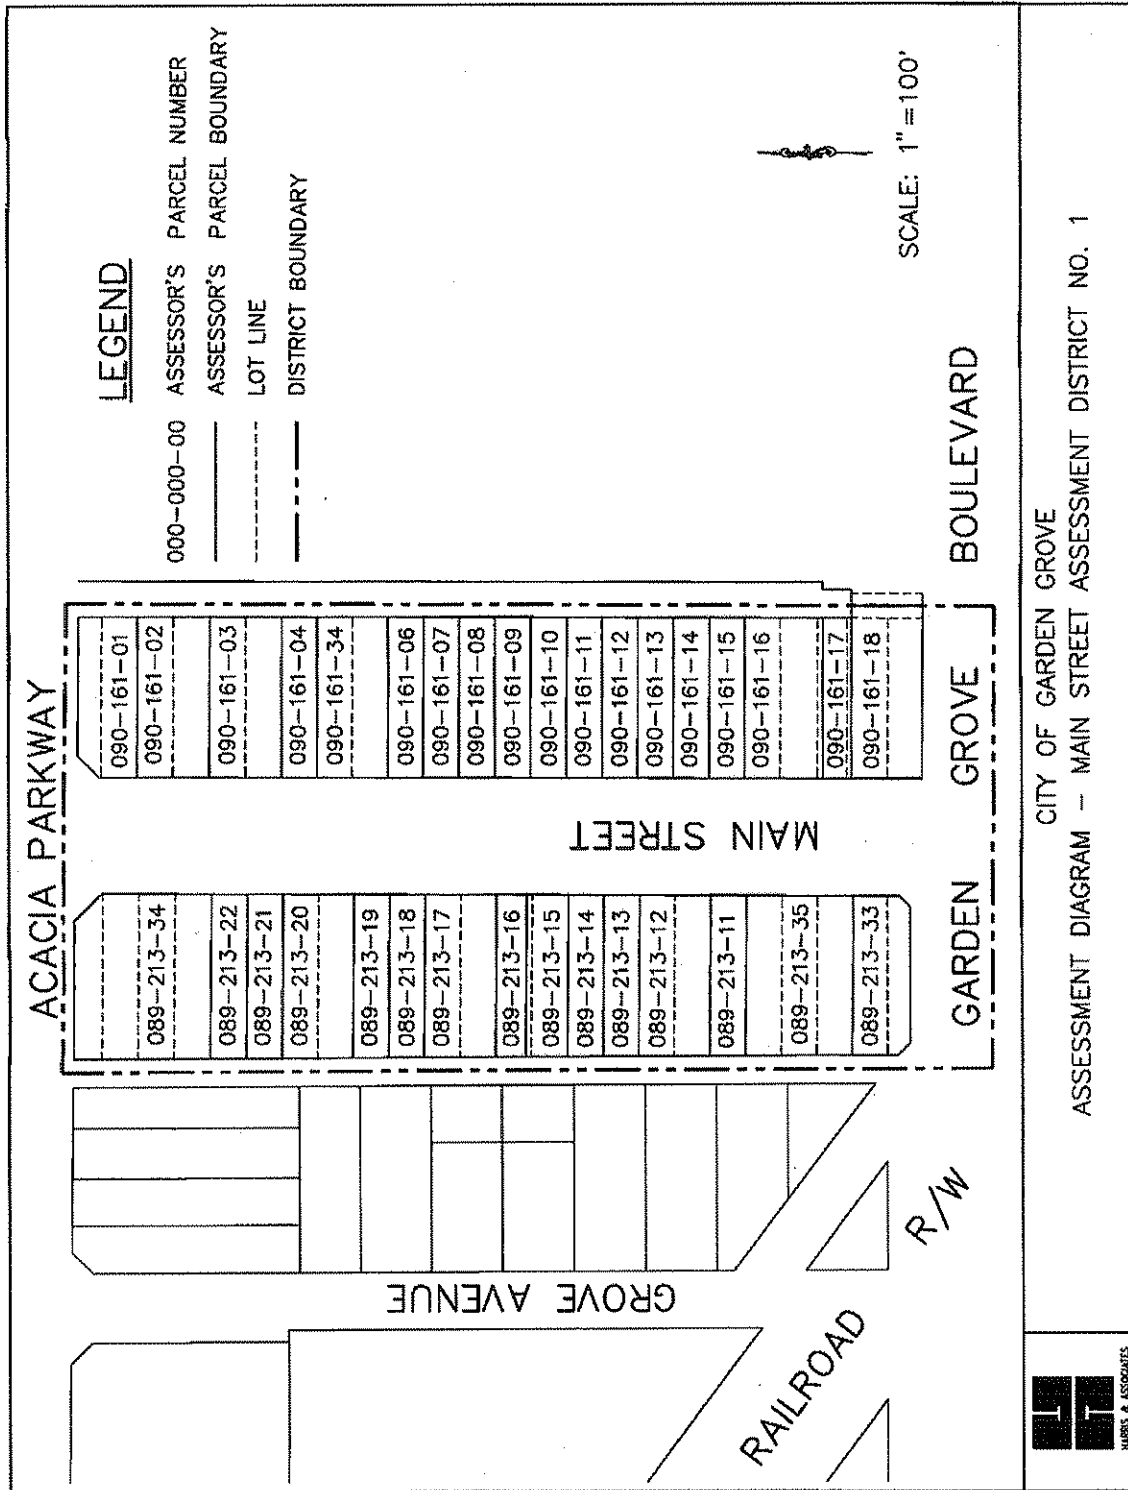 ACACIA PARKWAY
LEGEND
000-000-00 ASSESSOR'S PARCEL NUMBER
ASSESSOR'S PARCEL BOUNDARY
LOT LINE
DISTRICT BOUNDARY
090-161-01
090-161-02
090-161-03
090-161-04
090-161-34
090-161-06
090-161-07
090-161-08
090-161-09
090-161-10
090-161-11
090-161-12
090-161-13
090-161-14
090-161-15
090-161-16
090-161-17
090-161-18
MAIN STREET
089-213-34
089-213-22
089-213-21
089-213-20
089-213-19
089-213-18
089-213-17
089-213-16
089-213-15
089-213-14
089-213-13
089-213-12
089-213-11
089-213-35
089-213-33
GROVE AVENUE
RAILROAD R/W
GARDEN GROVE BOULEVARD
SCALE: 1"=100'
CITY OF GARDEN GROVE
ASSESSMENT DIAGRAM - MAIN STREET ASSESSMENT DISTRICT NO. 1
HARRIS & ASSOCIATES